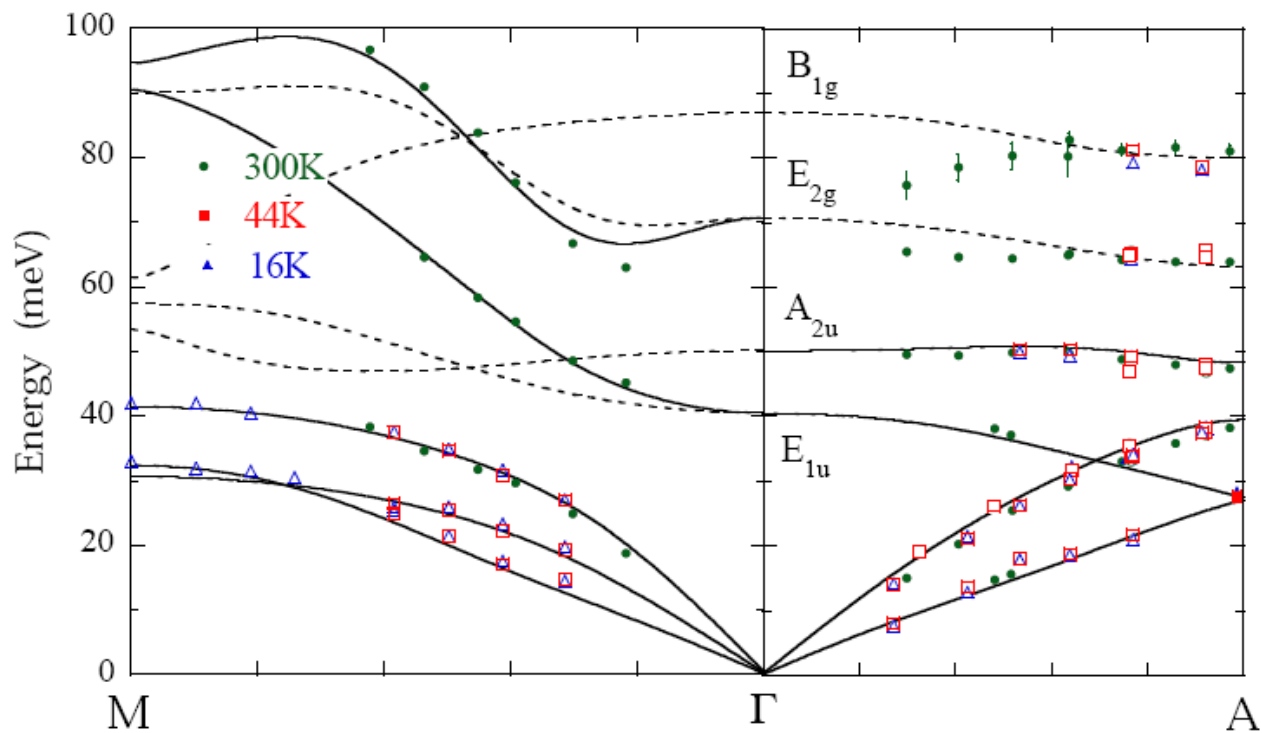 100
80
60
40
20
0
Energy (meV)
300K
44K
16K
B1g
E2g
A2u
E1u
M
Γ
A